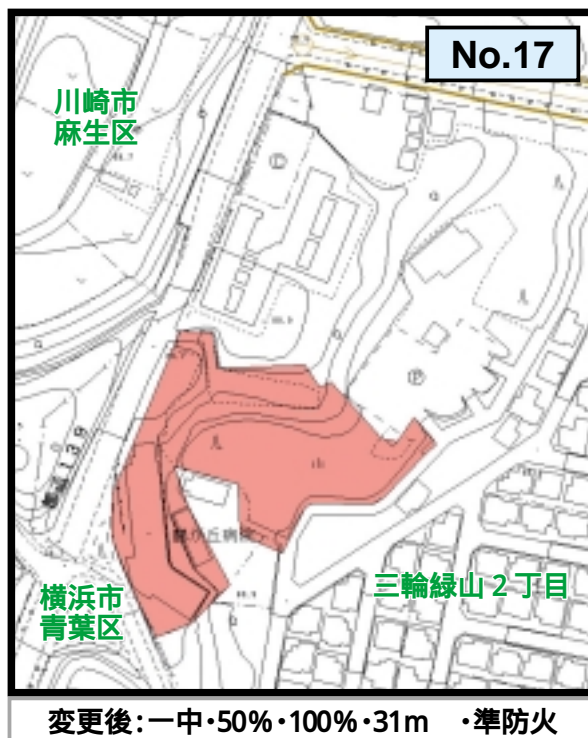 No.17
川崎市
麻生区
横浜市
青葉区
三輪緑山2丁目
変更後:一中・50%・100%・31m ・準防火